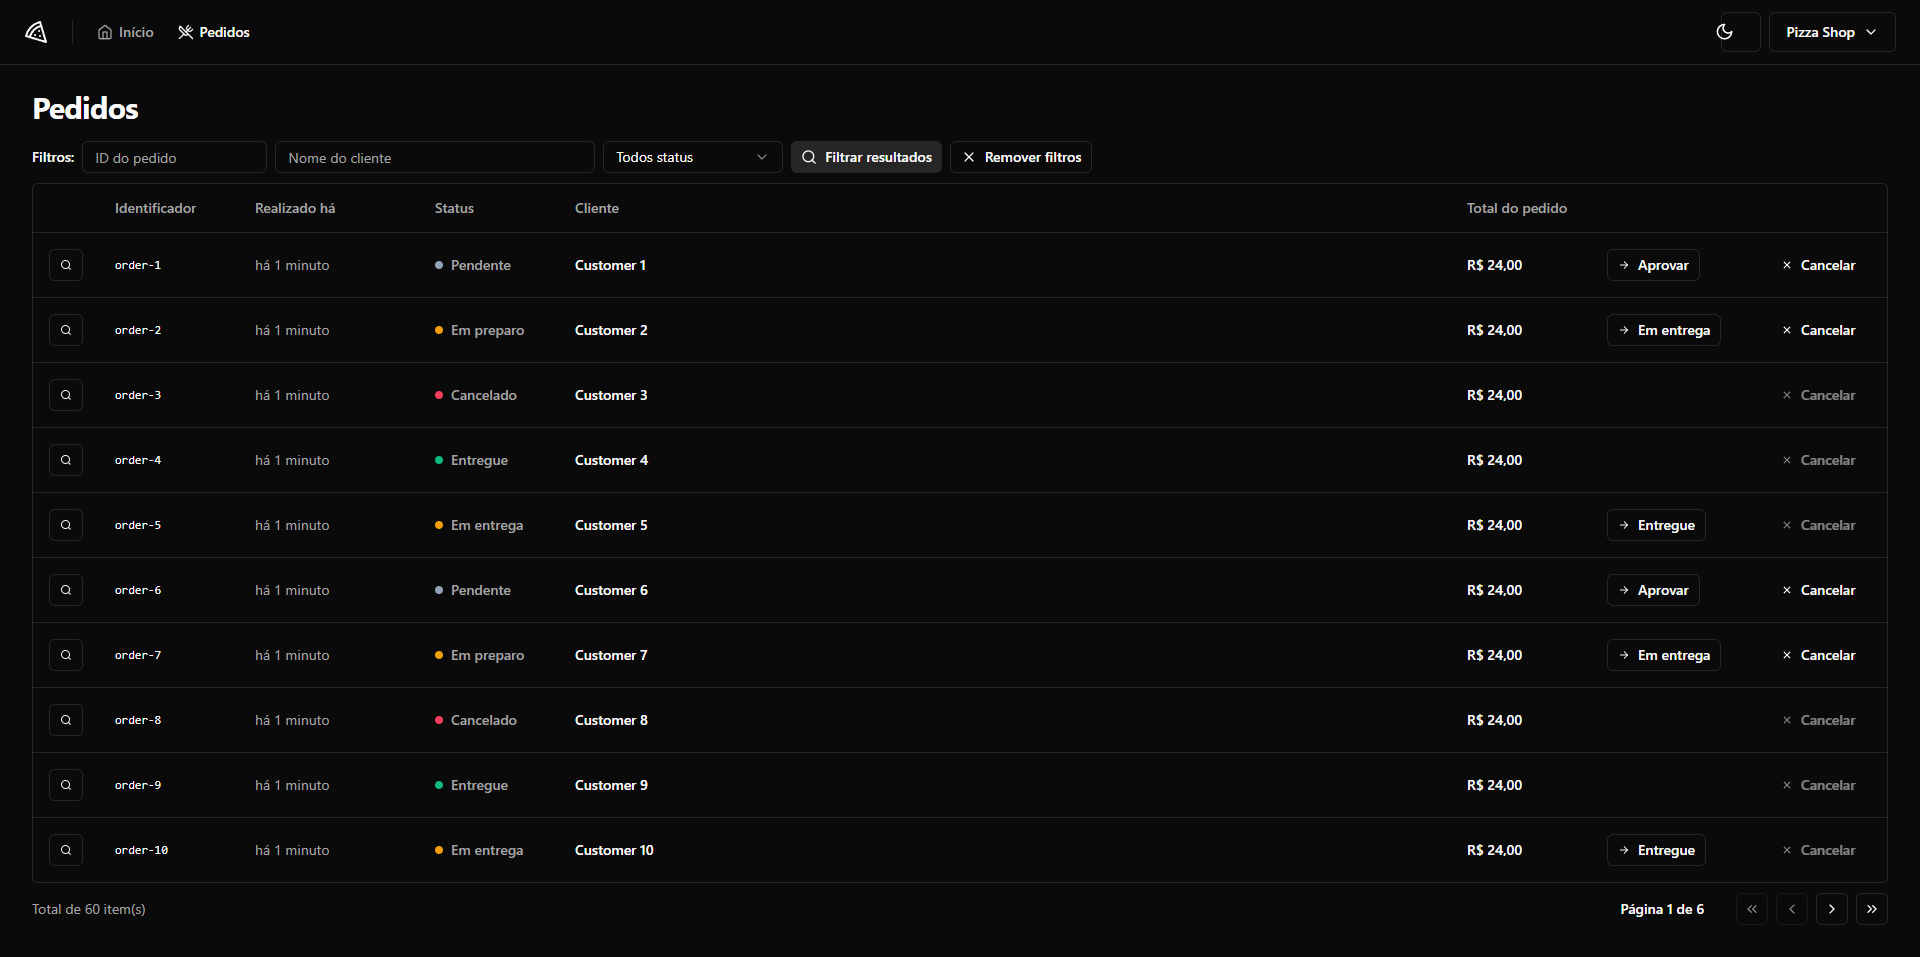 Início Pedidos Pizza Shop
Pedidos
Filtros: ID do pedido Nome do cliente Todos status Filtrar resultados Remover filtros
Identificador Realizado há Status Cliente Total do pedido
order-1 há 1 minuto Pendente Customer 1 R$ 24,00 Aprovar Cancelar
order-2 há 1 minuto Em preparo Customer 2 R$ 24,00 Em entrega Cancelar
order-3 há 1 minuto Cancelado Customer 3 R$ 24,00 Cancelar
order-4 há 1 minuto Entregue Customer 4 R$ 24,00 Cancelar
order-5 há 1 minuto Em entrega Customer 5 R$ 24,00 Entregue Cancelar
order-6 há 1 minuto Pendente Customer 6 R$ 24,00 Aprovar Cancelar
order-7 há 1 minuto Em preparo Customer 7 R$ 24,00 Em entrega Cancelar
order-8 há 1 minuto Cancelado Customer 8 R$ 24,00 Cancelar
order-9 há 1 minuto Entregue Customer 9 R$ 24,00 Cancelar
order-10 há 1 minuto Em entrega Customer 10 R$ 24,00 Entregue Cancelar
Total de 60 item(s) Página 1 de 6